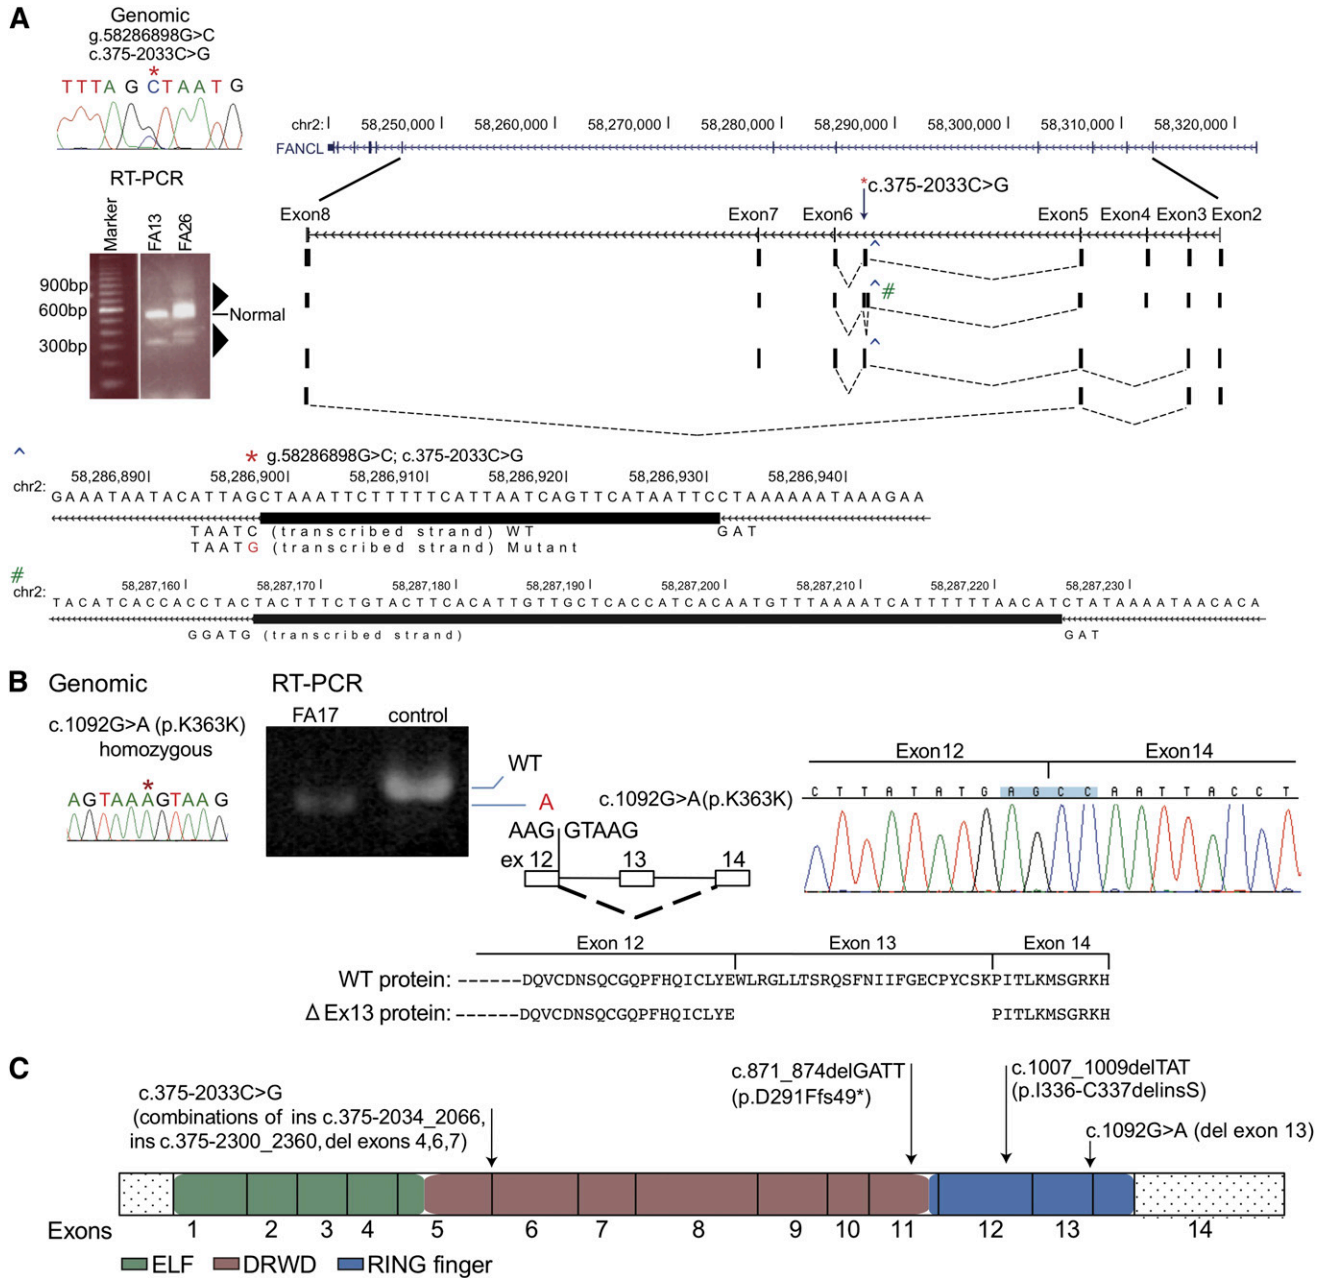 A
Genomic
g.58286898G>C
c.375-2033C>G
*
TTTAGCTAATG
RT-PCR
Marker
FA13
FA26
900bp
600bp
300bp
Normal
chr2: 58,250,000 58,260,000 58,270,000 58,280,000 58,290,000 58,300,000 58,310,000 58,320,000
FANCL
*c.375-2033C>G
Exon8 Exon7 Exon6 Exon5 Exon4 Exon3 Exon2
^
^ #
^
^
* g.58286898G>C; c.375-2033C>G
chr2: 58,286,890 58,286,900 58,286,910 58,286,920 58,286,930 58,286,940
GAAATAATACATTAGCTAAATTCTTTTTCATTAATCAGTTCATAATTCCTAAAAAATAAAGAA
TAATC (transcribed strand) WT GAT
TAATG (transcribed strand) Mutant
#
chr2: 58,287,160 58,287,170 58,287,180 58,287,190 58,287,200 58,287,210 58,287,220 58,287,230
TACATCACCACCTACTACTTTCTGTACTTCACATTGTTGCTCACCATCACAATGTTTAAAATCATTTTTTAACATCTATAAAATAACACA
GGATG (transcribed strand) GAT
B
Genomic
c.1092G>A (p.K363K)
homozygous
*
AGTAAAGTAAG
RT-PCR
FA17 control
WT
A c.1092G>A(p.K363K)
AAG GTAAG
ex 12 13 14
Exon12 Exon14
CTTATATGAGCCAATTACCT
Exon 12 Exon 13 Exon 14
WT protein: ------DQVCDNSQCGQPFHQICLYEWLRGLLTSRQSFNIIFGECPYCSKPITLKMSGRKH
Δ Ex13 protein: ------DQVCDNSQCGQPFHQICLYE PITLKMSGRKH
C
c.375-2033C>G
(combinations of ins c.375-2034_2066,
ins c.375-2300_2360, del exons 4,6,7)
c.871_874delGATT
(p.D291Ffs49*)
c.1007_1009delTAT
(p.I336-C337delinsS)
c.1092G>A (del exon 13)
Exons 1 2 3 4 5 6 7 8 9 10 11 12 13 14
ELF DRWD RING finger